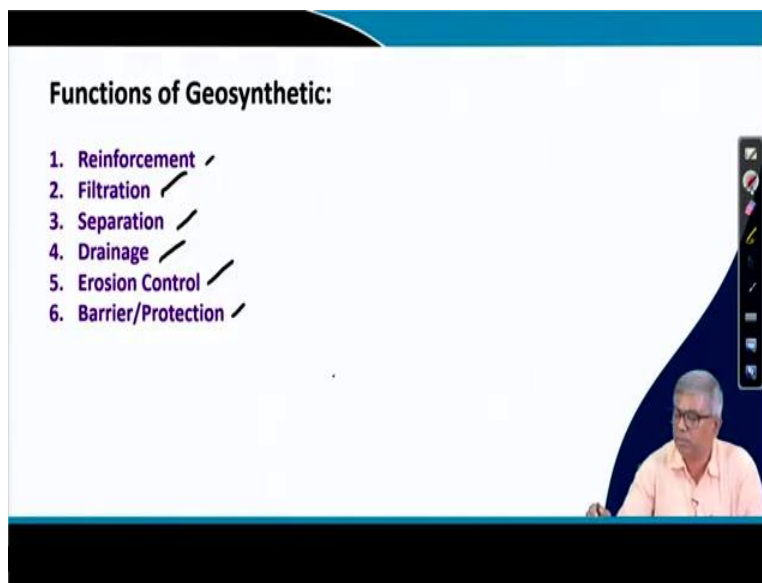 Functions of Geosynthetic:
1. Reinforcement
2. Filtration
3. Separation
4. Drainage
5. Erosion Control
6. Barrier/Protection